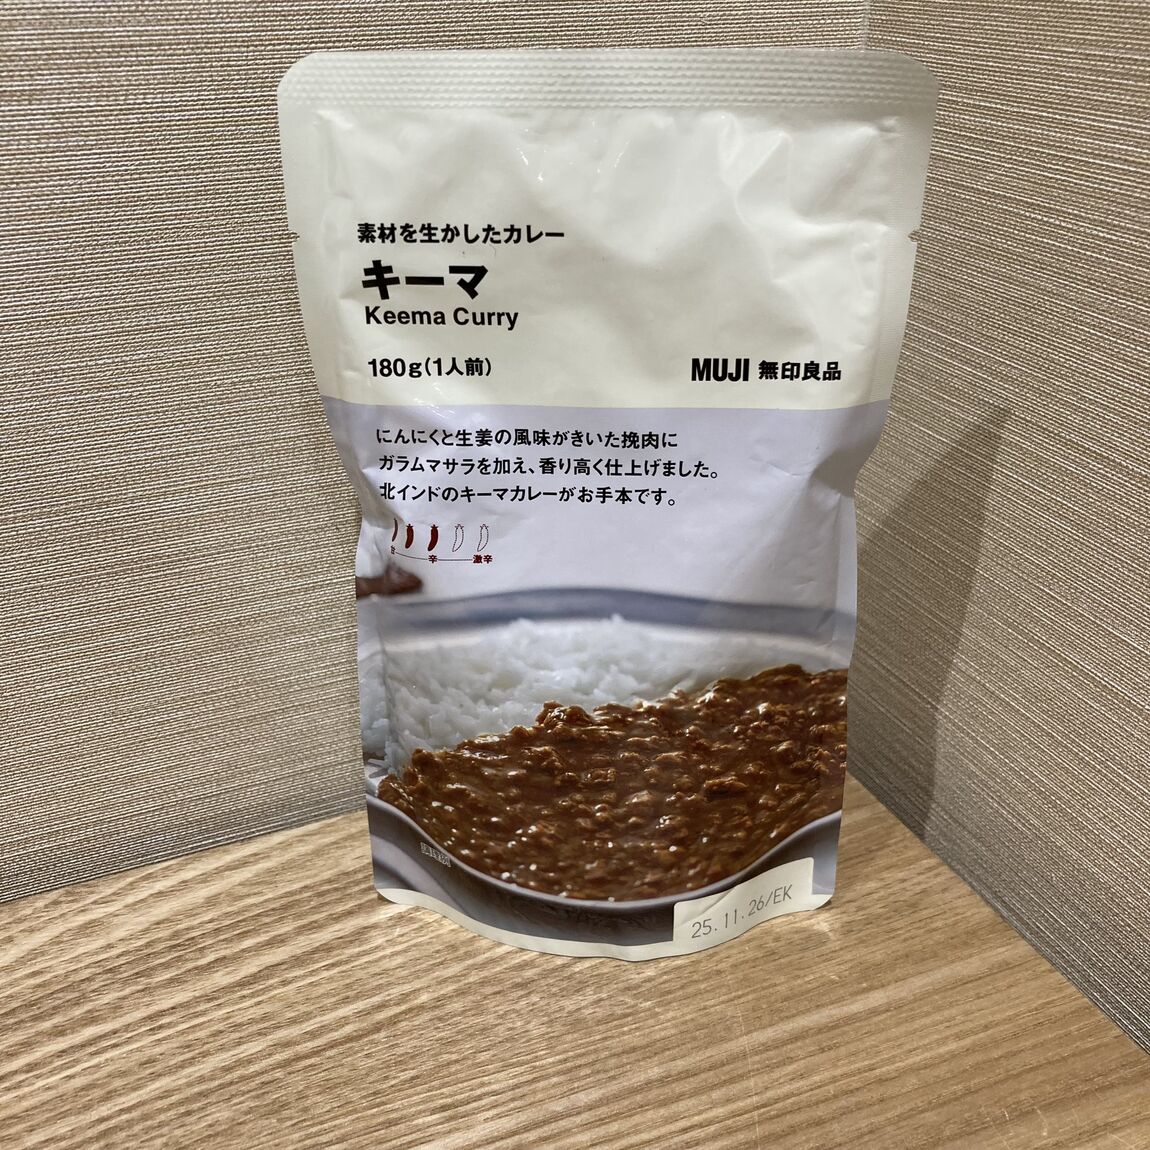 素材を生かしたカレー
キーマ
Keema Curry
180g(1人前)
MUJI 無印良品
にんにくと生姜の風味がきいた挽肉に
ガラムマサラを加え、香り高く仕上げました。
北インドのキーマカレーがお手本です。
辛 激辛
調理例
25.11.26/EK